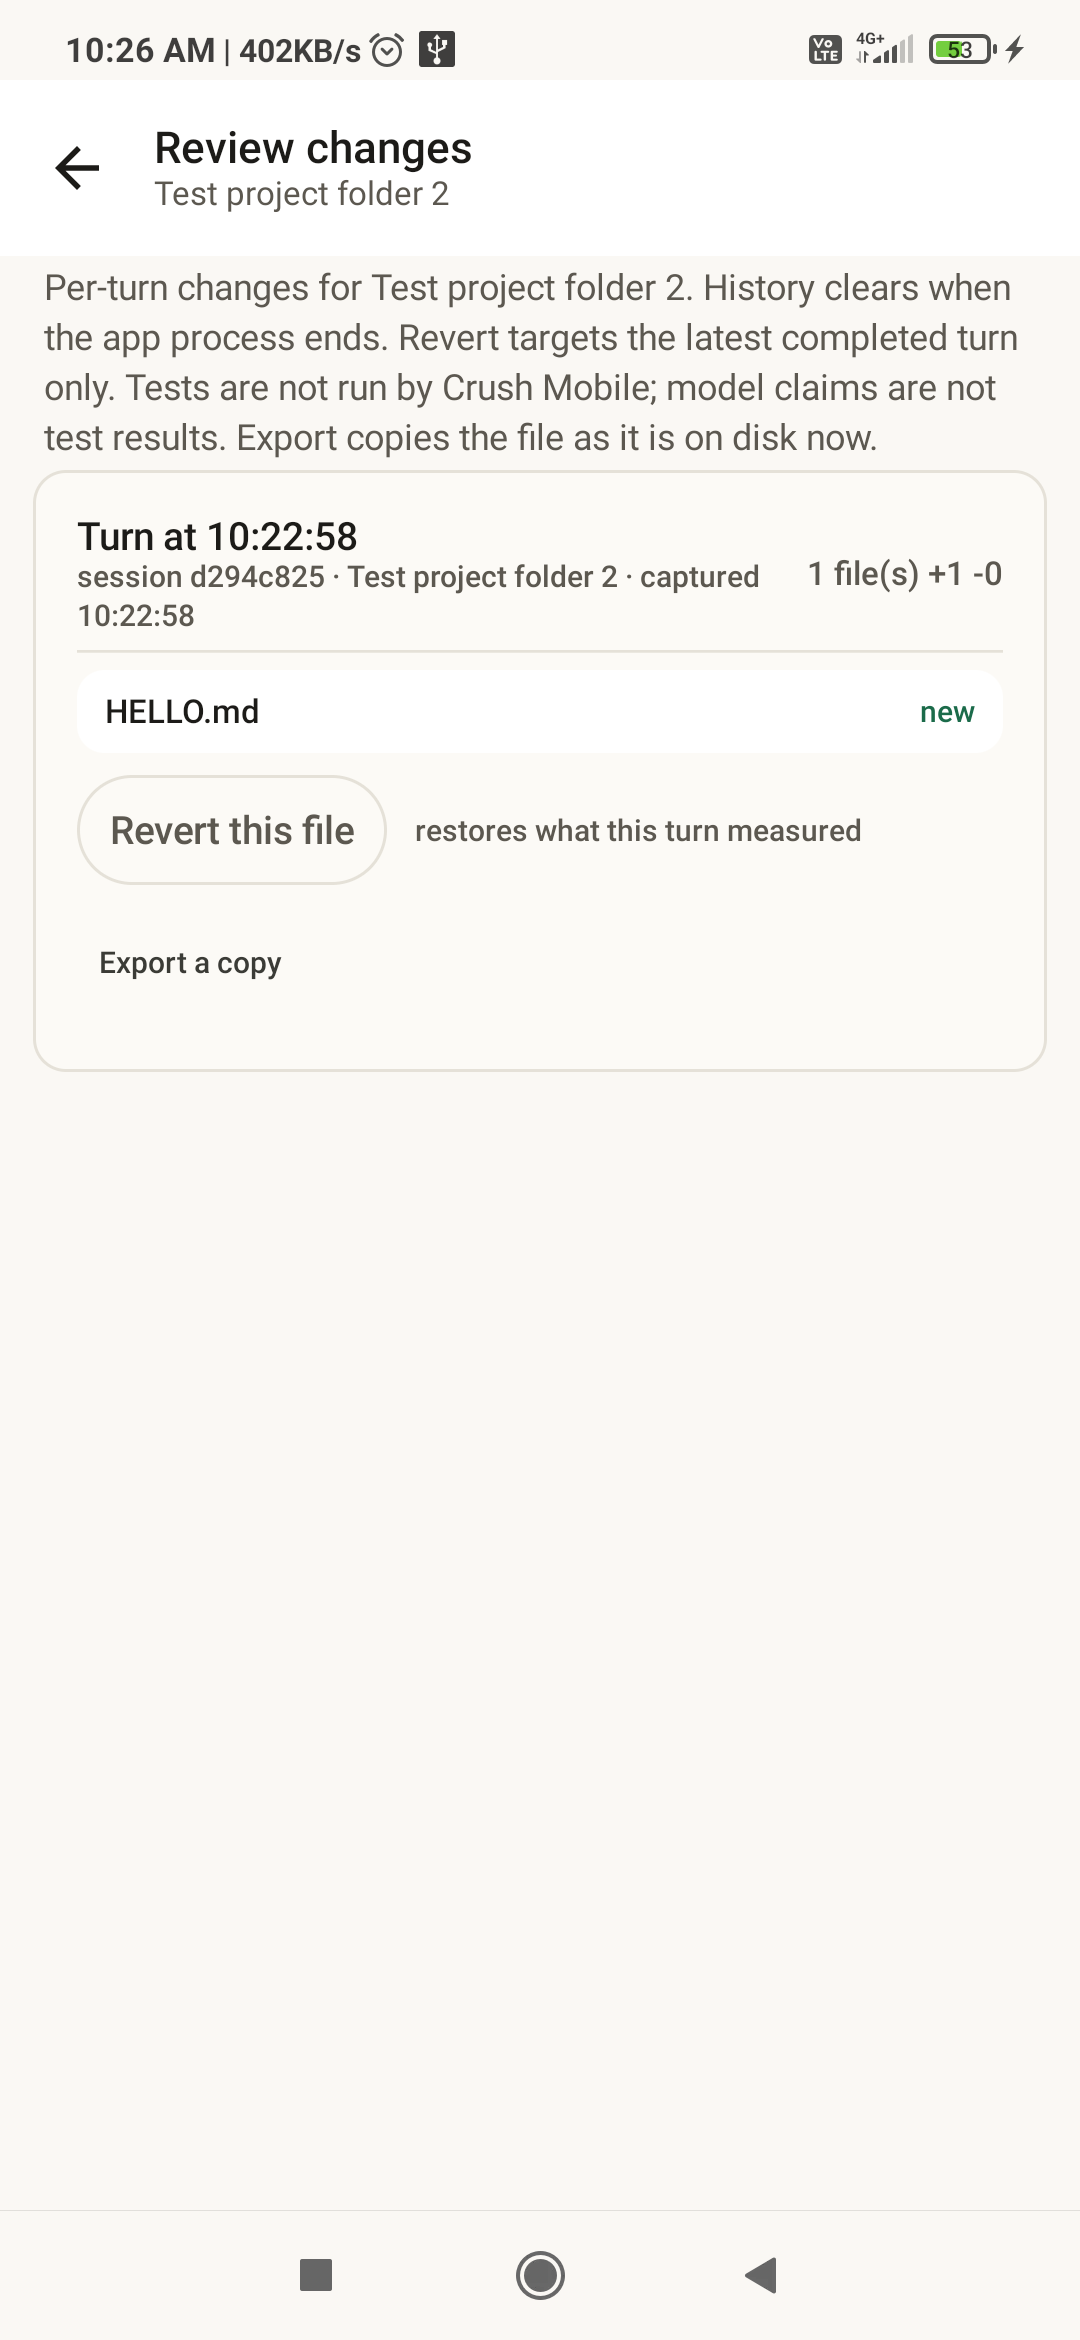 10:26 AM | 402KB/s
Vo
LTE
4G+
53
Review changes
Test project folder 2
Per-turn changes for Test project folder 2. History clears when
the app process ends. Revert targets the latest completed turn
only. Tests are not run by Crush Mobile; model claims are not
test results. Export copies the file as it is on disk now.
Turn at 10:22:58
session d294c825 · Test project folder 2 · captured
10:22:58
1 file(s) +1 -0
HELLO.md
new
Revert this file
restores what this turn measured
Export a copy